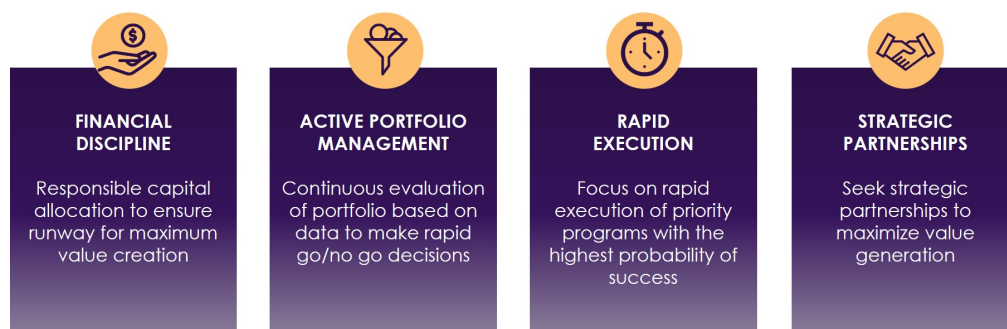 $
FINANCIAL
DISCIPLINE
Responsible capital
allocation to ensure
runway for maximum
value creation
ACTIVE PORTFOLIO
MANAGEMENT
Continuous evaluation
of portfolio based on
data to make rapid
go/no go decisions
RAPID
EXECUTION
Focus on rapid
execution of priority
programs with the
highest probability of
success
STRATEGIC
PARTNERSHIPS
Seek strategic
partnerships to
maximize value
generation